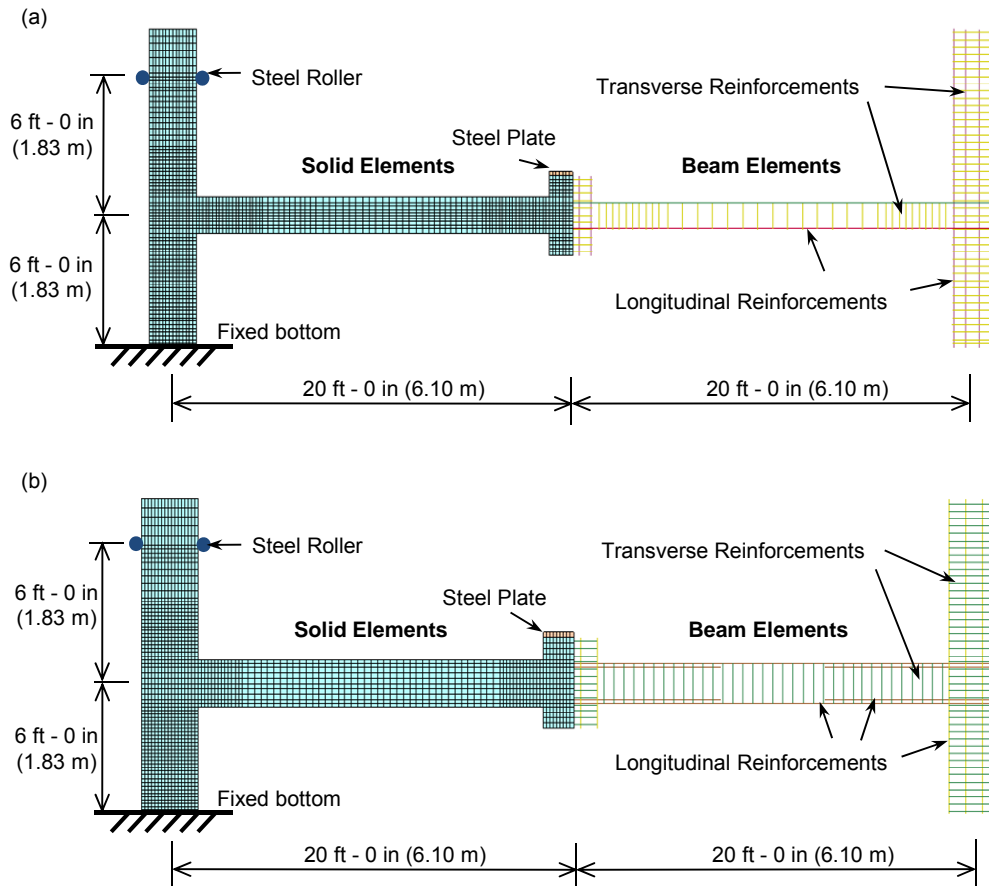 (a)
Steel Roller
Transverse Reinforcements
6 ft - 0 in
(1.83 m)
Steel Plate
Solid Elements
Beam Elements
6 ft - 0 in
(1.83 m)
Longitudinal Reinforcements
Fixed bottom
20 ft - 0 in (6.10 m)
20 ft - 0 in (6.10 m)
(b)
Steel Roller
Transverse Reinforcements
6 ft - 0 in
(1.83 m)
Steel Plate
Solid Elements
Beam Elements
6 ft - 0 in
(1.83 m)
Longitudinal Reinforcements
Fixed bottom
20 ft - 0 in (6.10 m)
20 ft - 0 in (6.10 m)